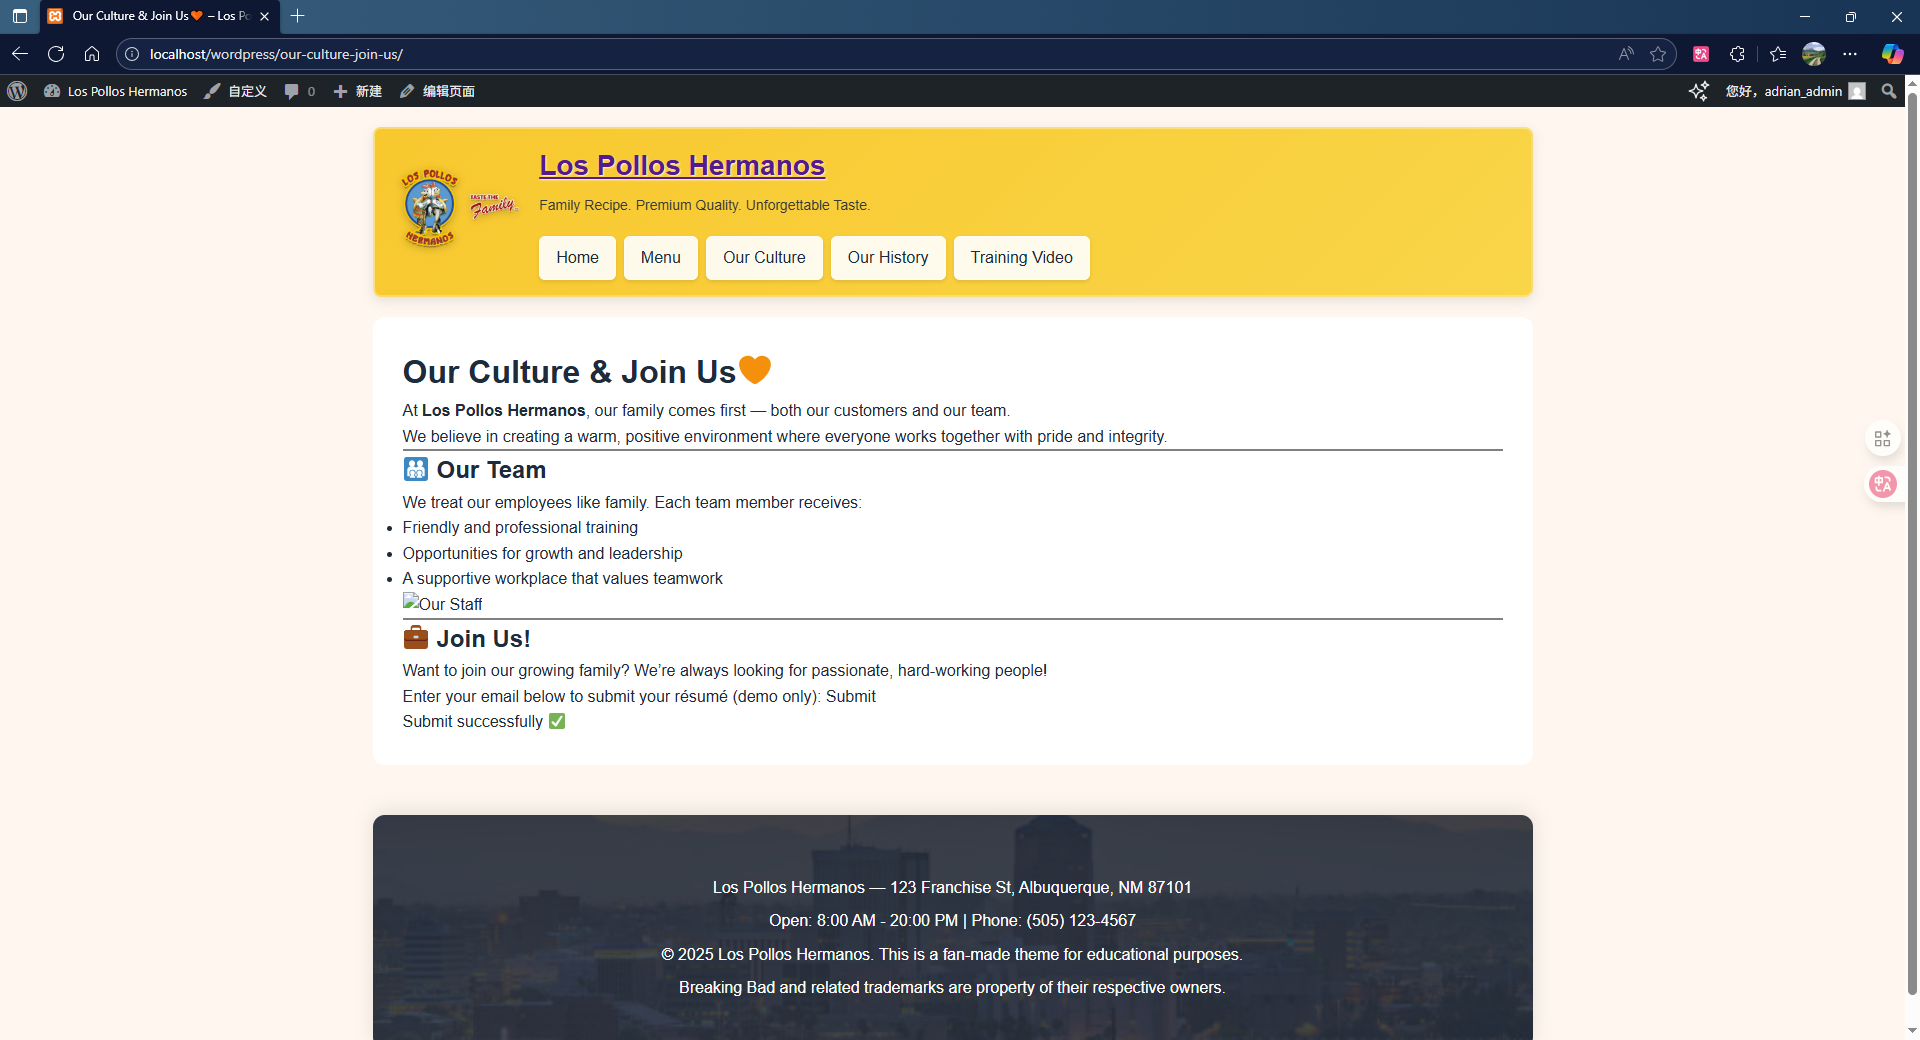 Our Culture & Join Us🧡 – Los Po
localhost/wordpress/our-culture-join-us/
Los Pollos Hermanos 自定义 0 新建 编辑页面
您好，adrian_admin
LOS POLLOS
HERMANOS
TASTE THE
Family
Los Pollos Hermanos
Family Recipe. Premium Quality. Unforgettable Taste.
Home Menu Our Culture Our History Training Video
Our Culture & Join Us🧡
At Los Pollos Hermanos, our family comes first — both our customers and our team.
We believe in creating a warm, positive environment where everyone works together with pride and integrity.
Our Team
We treat our employees like family. Each team member receives:
• Friendly and professional training
• Opportunities for growth and leadership
• A supportive workplace that values teamwork
Our Staff
💼 Join Us!
Want to join our growing family? We’re always looking for passionate, hard-working people!
Enter your email below to submit your résumé (demo only): Submit
Submit successfully ✅
Los Pollos Hermanos — 123 Franchise St, Albuquerque, NM 87101
Open: 8:00 AM - 20:00 PM | Phone: (505) 123-4567
© 2025 Los Pollos Hermanos. This is a fan-made theme for educational purposes.
Breaking Bad and related trademarks are property of their respective owners.